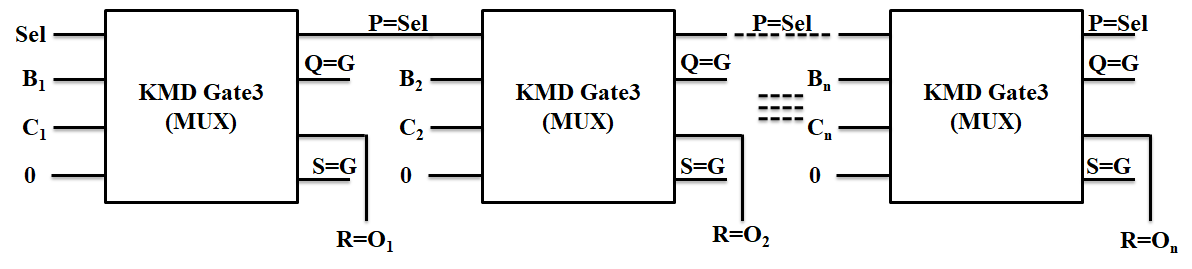 Sel
B1
C1
0
KMD Gate3
(MUX)
P=Sel
Q=G
S=G
R=O1
B2
C2
0
KMD Gate3
(MUX)
P=Sel
Q=G
S=G
R=O2
Bn
Cn
0
KMD Gate3
(MUX)
P=Sel
Q=G
S=G
R=On